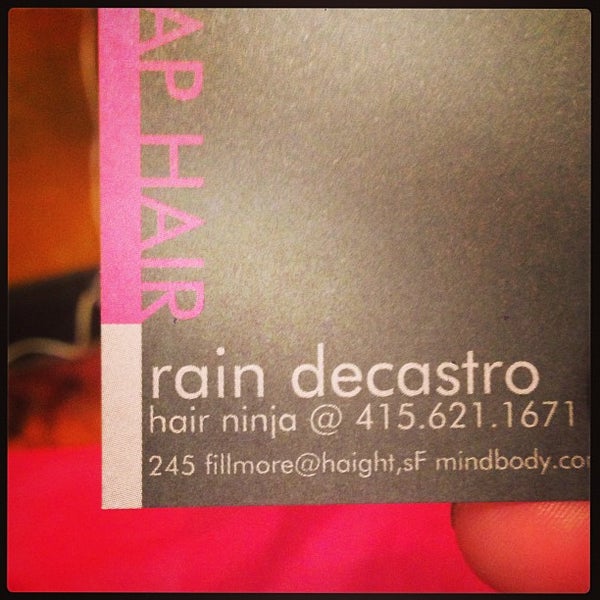 AP HAIR
rain decastro
hair ninja @ 415.621.1671
245 fillmore@haight,sF mindbody.co